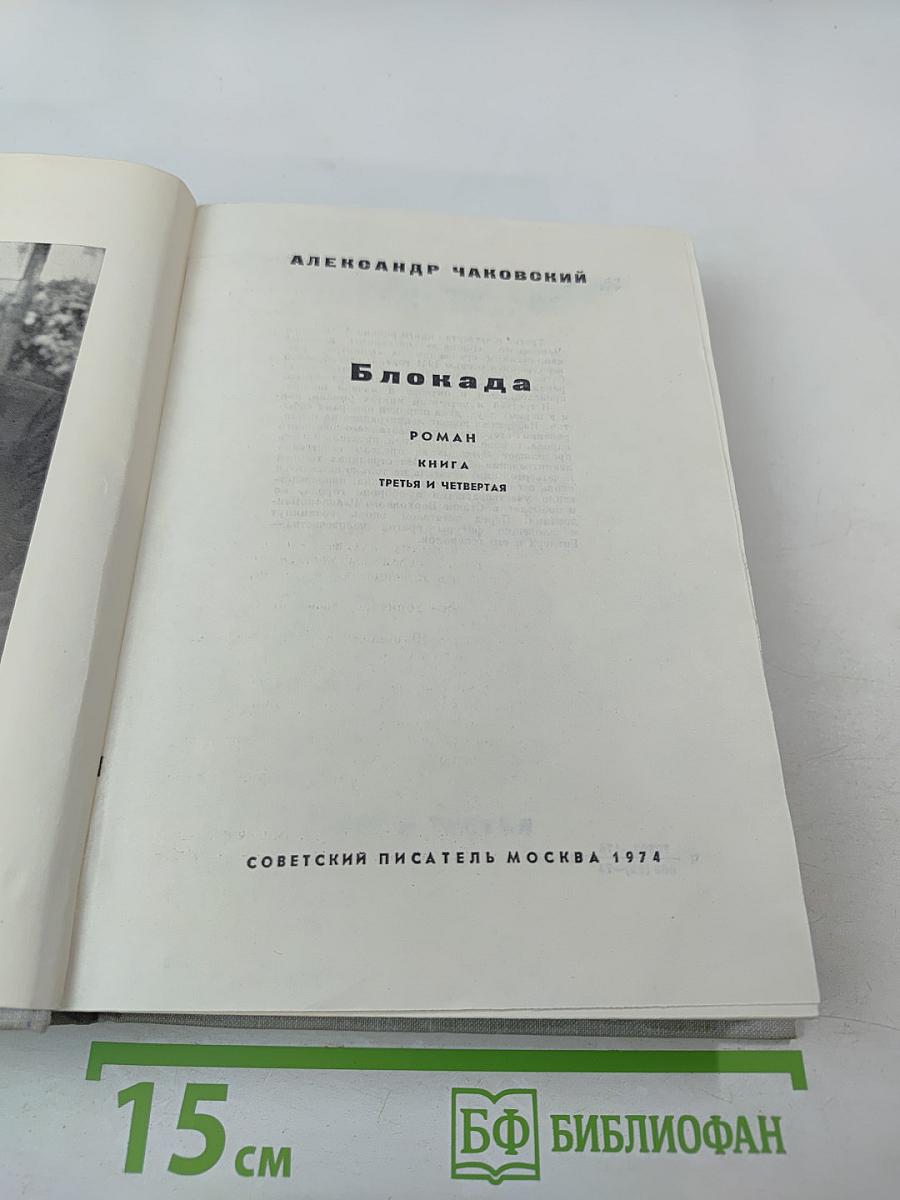 АЛЕКСАНДР ЧАКОВСКИЙ
Блокада
РОМАН
КНИГА
ТРЕТЬЯ И ЧЕТВЕРТАЯ
СОВЕТСКИЙ ПИСАТЕЛЬ МОСКВА 1974
15 см
БФ БИБЛИОФАН